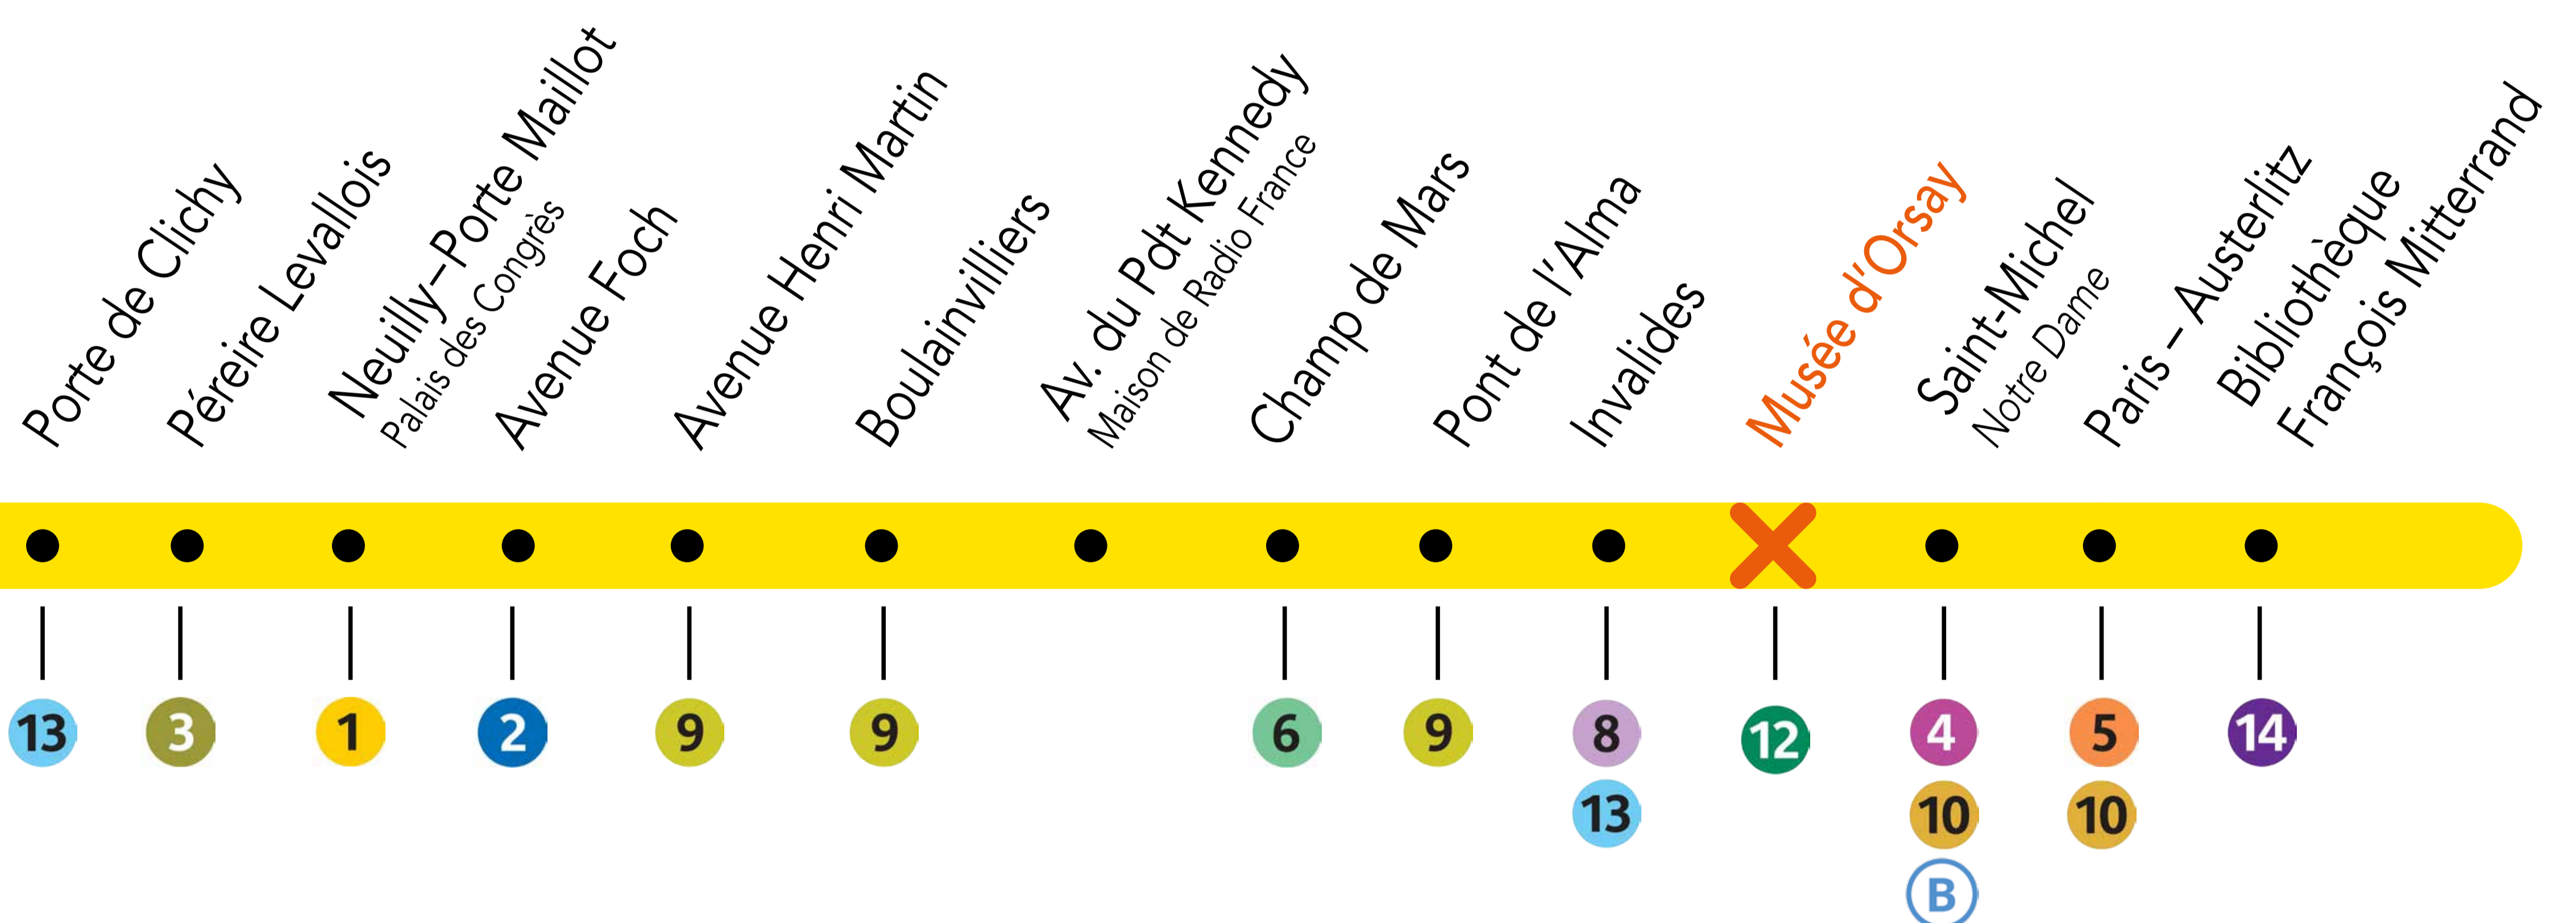 Porte de Clichy
Péreire Levallois
Neuilly–Porte Maillot
Palais des Congrès
Avenue Foch
Avenue Henri Martin
Boulainvilliers
Av. du Pdt Kennedy
Maison de Radio France
Champ de Mars
Pont de l'Alma
Invalides
Musée d'Orsay
Saint-Michel
Notre Dame
Paris – Austerlitz
Bibliothèque
François Mitterrand
13
3
1
2
9
9
6
9
8
13
12
4
10
B
5
10
14